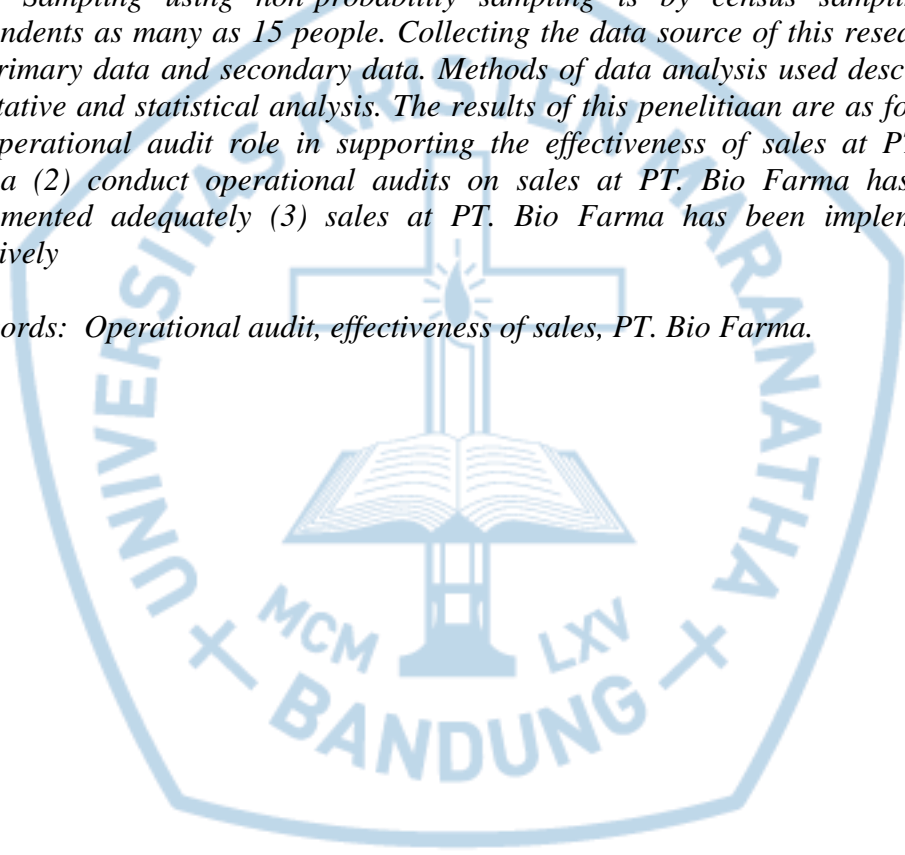 Sampling using non-probability sampling is by census sampli
ndents as many as 15 people. Collecting the data source of this resea
rimary data and secondary data. Methods of data analysis used desc
tative and statistical analysis. The results of this penelitiaan are as fo
perational audit role in supporting the effectiveness of sales at P
a (2) conduct operational audits on sales at PT. Bio Farma has
mented adequately (3) sales at PT. Bio Farma has been implem
ively
ords: Operational audit, effectiveness of sales, PT. Bio Farma.
UNIVERSITAS KRISTEN MARANATHA
MCM LXV
BANDUNG